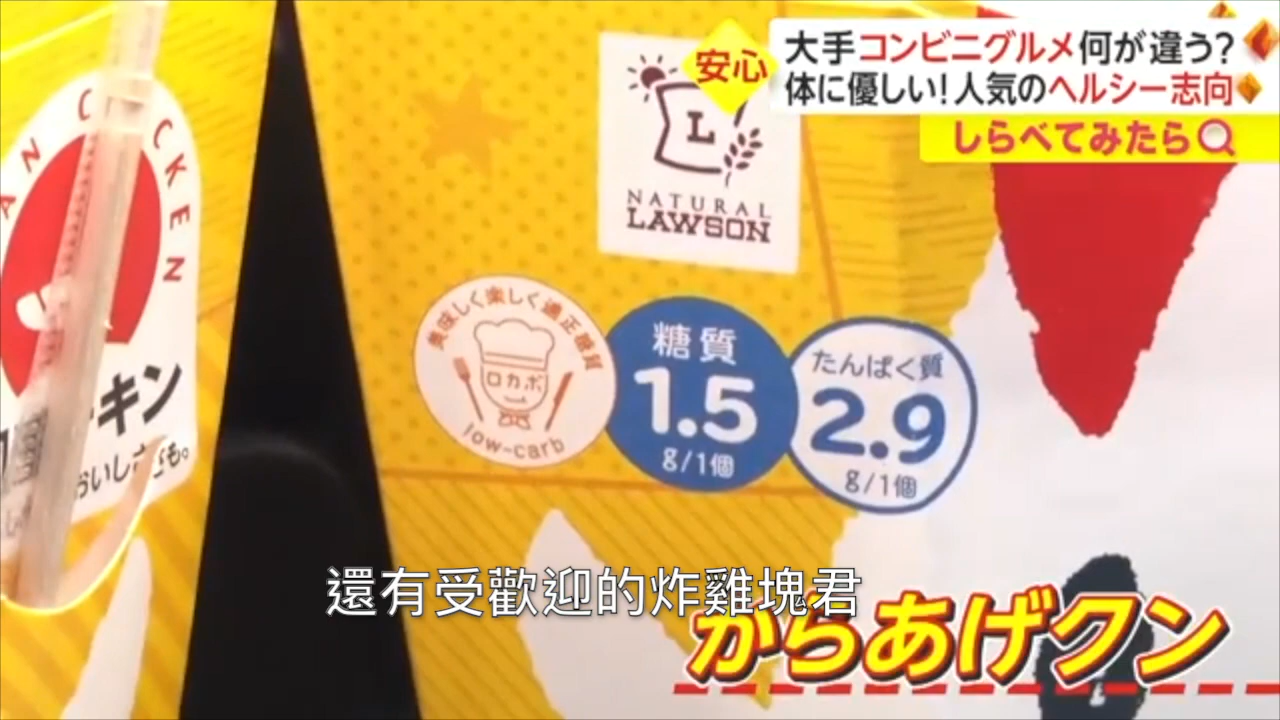 安心
大手コンビニグルメ何が違う?
体に優しい!人気のヘルシー志向
しらべてみたら
L
NATURAL
LAWSON
美味しく楽しく適正糖質
ロカボ
low-carb
糖質
1.5
g/1個
たんぱく質
2.9
g/1個
CKEN
キン
還有受歡迎的炸雞塊君
からあげクン